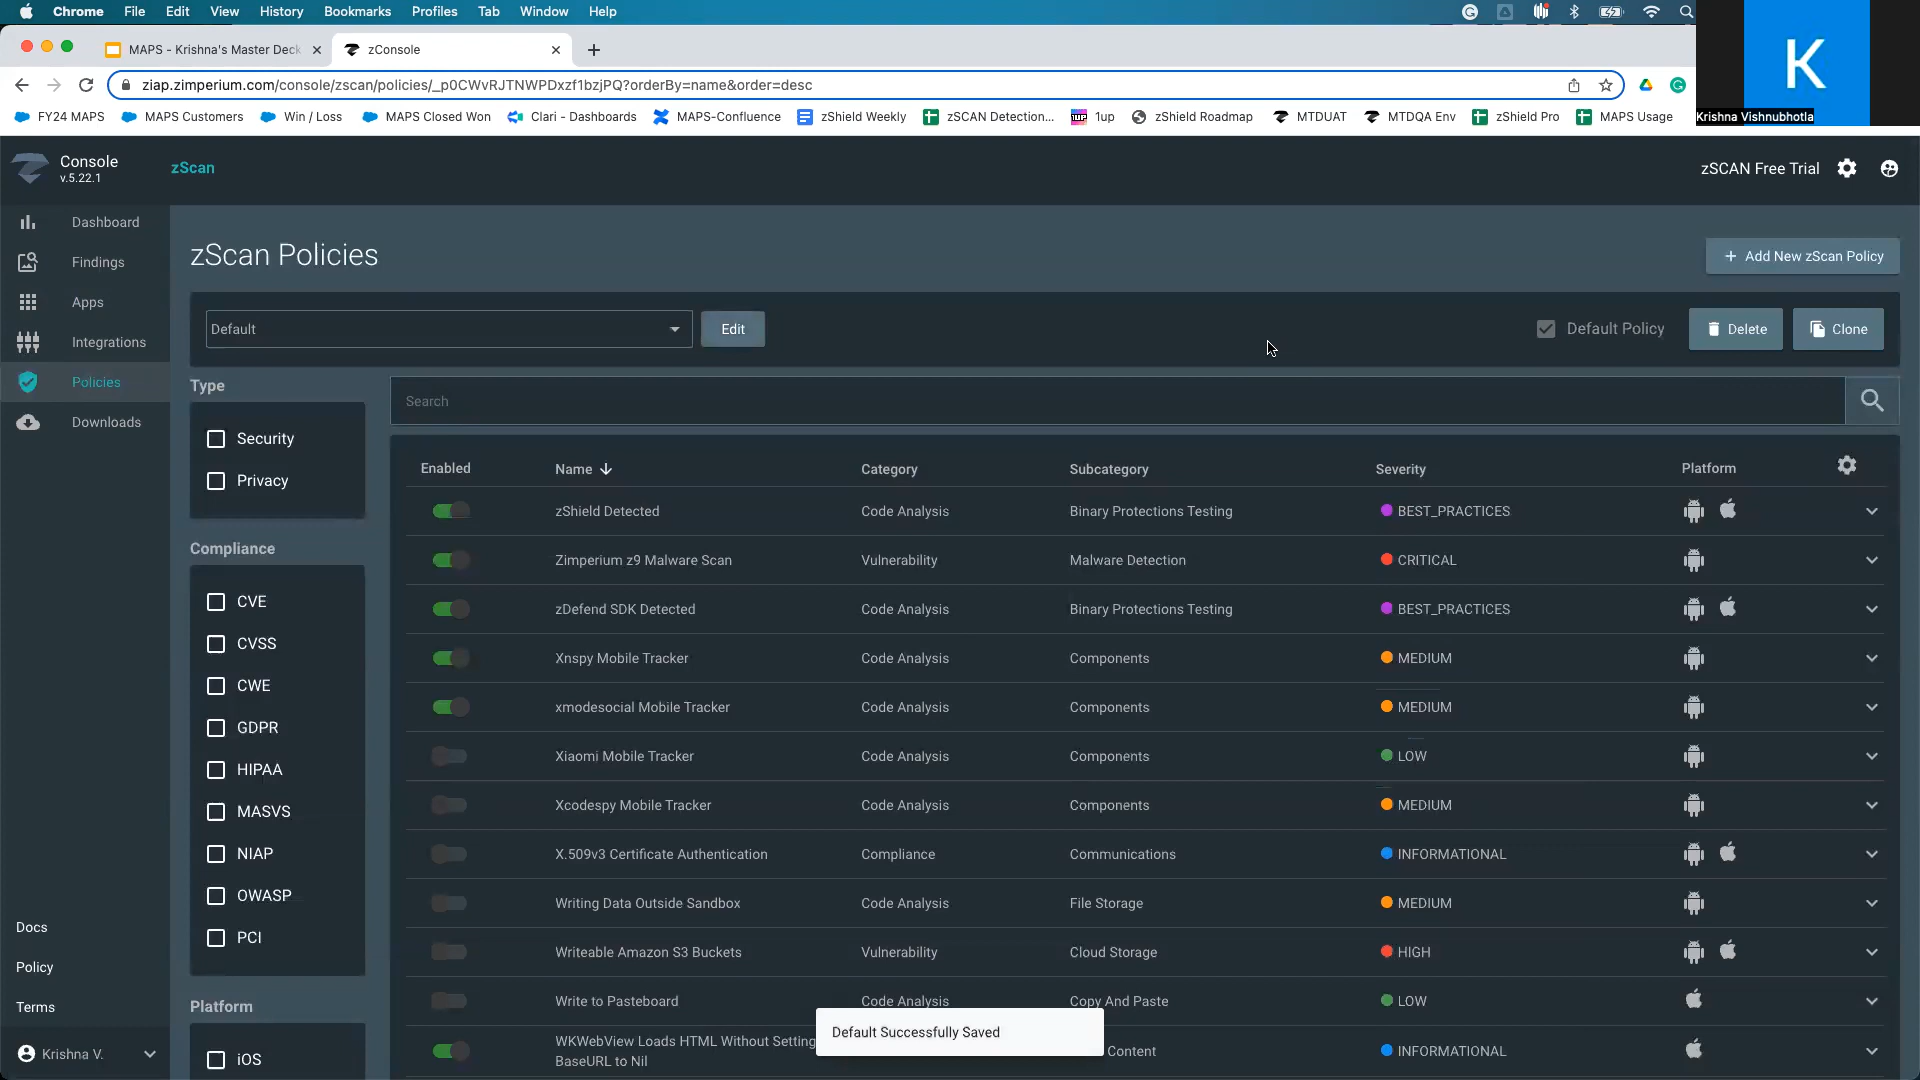 Chrome File Edit View History Bookmarks Profiles Tab Window Help
MAPS - Krishna's Master Deck
zConsole
ziap.zimperium.com/console/zscan/policies/_p0CWvRJTNWPDxzf1bzjPQ?orderBy=name&order=desc
FY24 MAPS MAPS Customers Win / Loss MAPS Closed Won Clari - Dashboards MAPS-Confluence zShield Weekly zSCAN Detection... 1UP 1up zShield Roadmap MTDUAT MTDQA Env zShield Pro MAPS Usage
K
Krishna Vishnubhotla
Console
v.5.22.1
zScan
zSCAN Free Trial
Dashboard
Findings
Apps
Integrations
Policies
Downloads
Docs
Policy
Terms
Krishna V.
zScan Policies
+ Add New zScan Policy
Default
Edit
Default Policy
Delete
Clone
Type
Security
Privacy
Compliance
CVE
CVSS
CWE
GDPR
HIPAA
MASVS
NIAP
OWASP
PCI
Platform
iOS
Search
Enabled Name Category Subcategory Severity Platform
zShield Detected Code Analysis Binary Protections Testing BEST_PRACTICES
Zimperium z9 Malware Scan Vulnerability Malware Detection CRITICAL
zDefend SDK Detected Code Analysis Binary Protections Testing BEST_PRACTICES
Xnspy Mobile Tracker Code Analysis Components MEDIUM
xmodesocial Mobile Tracker Code Analysis Components MEDIUM
Xiaomi Mobile Tracker Code Analysis Components LOW
Xcodespy Mobile Tracker Code Analysis Components MEDIUM
X.509v3 Certificate Authentication Compliance Communications INFORMATIONAL
Writing Data Outside Sandbox Code Analysis File Storage MEDIUM
Writeable Amazon S3 Buckets Vulnerability Cloud Storage HIGH
Write to Pasteboard Code Analysis Copy And Paste LOW
WKWebView Loads HTML Without Setting
BaseURL to Nil
Content INFORMATIONAL
Default Successfully Saved